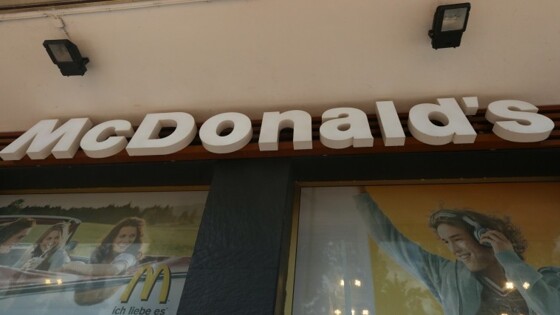 McDonald's
ich liebe es